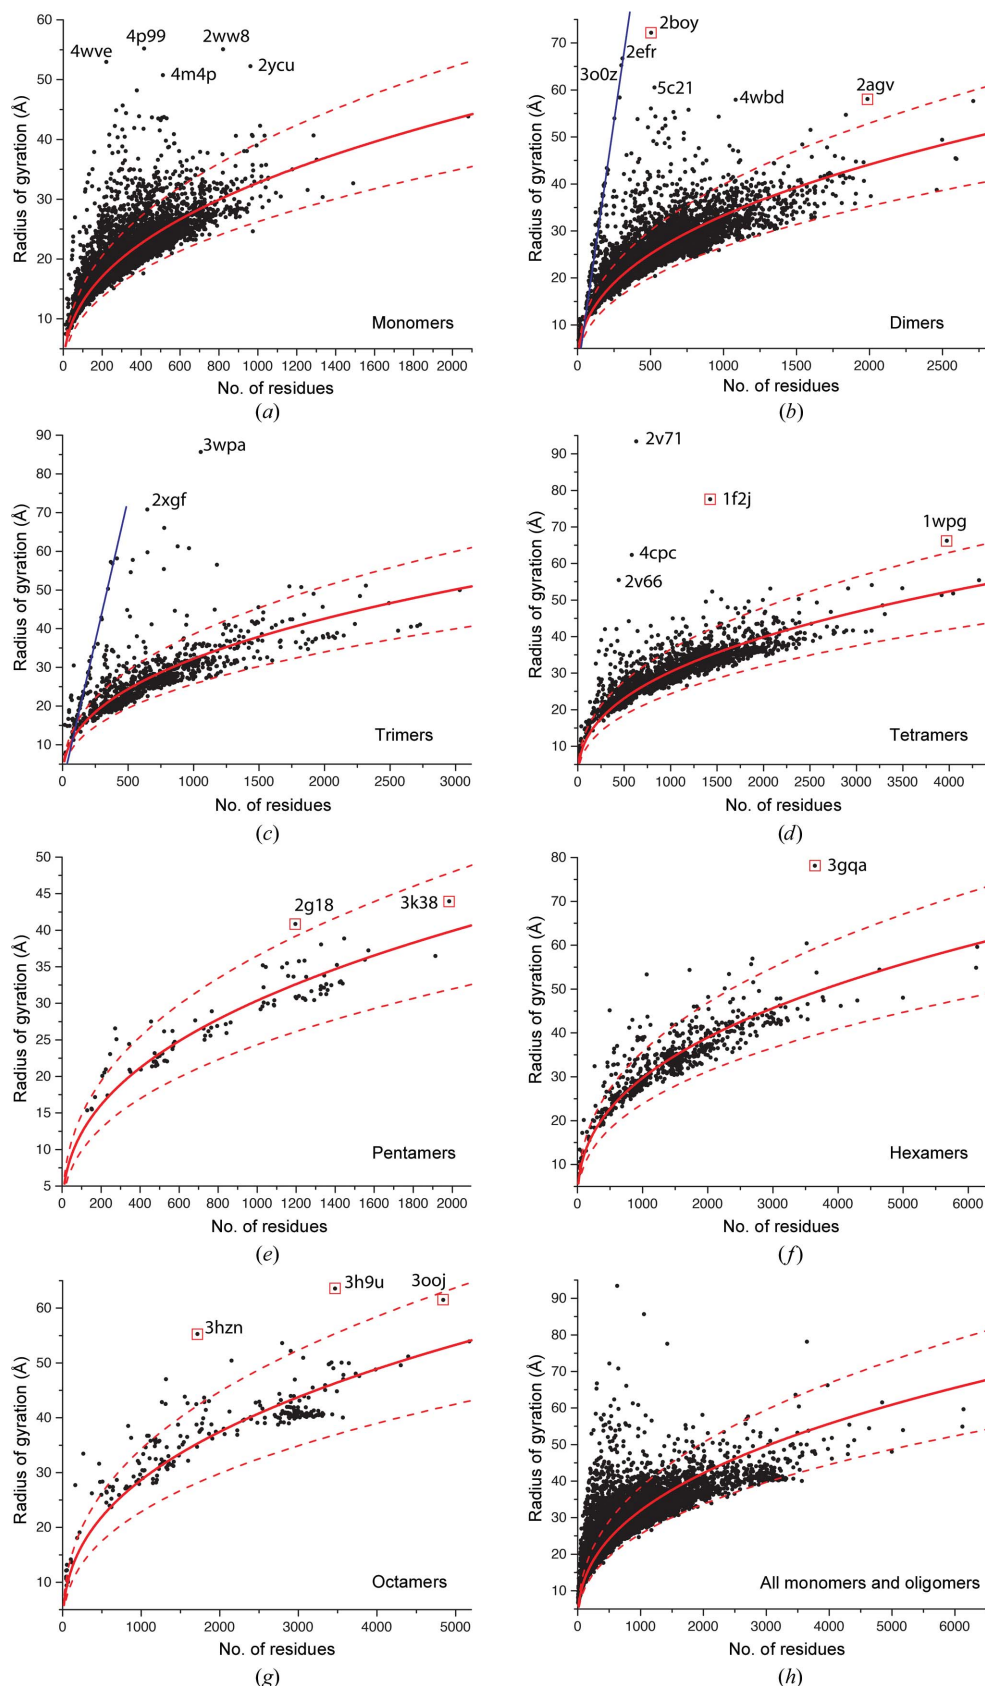 60
50
40
30
20
10
Radius of gyration (Å)
4wve
4p99
2ww8
4m4p
2ycu
Monomers
0 200 400 600 800 1000 1200 1400 1600 1800 2000
No. of residues
(a)
70
60
50
40
30
20
10
Radius of gyration (Å)
2boy
2efr
3o0z
5c21
4wbd
2agv
Dimers
0 500 1000 1500 2000 2500
No. of residues
(b)
90
80
70
60
50
40
30
20
10
Radius of gyration (Å)
3wpa
2xgf
Trimers
0 500 1000 1500 2000 2500 3000
No. of residues
(c)
90
80
70
60
50
40
30
20
10
Radius of gyration (Å)
2v71
1f2j
1wpg
4cpc
2v66
Tetramers
0 500 1000 1500 2000 2500 3000 3500 4000
No. of residues
(d)
50
45
40
35
30
25
20
15
10
5
Radius of gyration (Å)
2g18
3k38
Pentamers
0 200 400 600 800 1000 1200 1400 1600 1800 2000
No. of residues
(e)
80
70
60
50
40
30
20
10
Radius of gyration (Å)
3gqa
Hexamers
0 1000 2000 3000 4000 5000 6000
No. of residues
(f)
60
50
40
30
20
10
Radius of gyration (Å)
3hzn
3h9u
3ooj
Octamers
0 1000 2000 3000 4000 5000
No. of residues
(g)
90
80
70
60
50
40
30
20
10
Radius of gyration (Å)
All monomers and oligomers
0 1000 2000 3000 4000 5000 6000
No. of residues
(h)